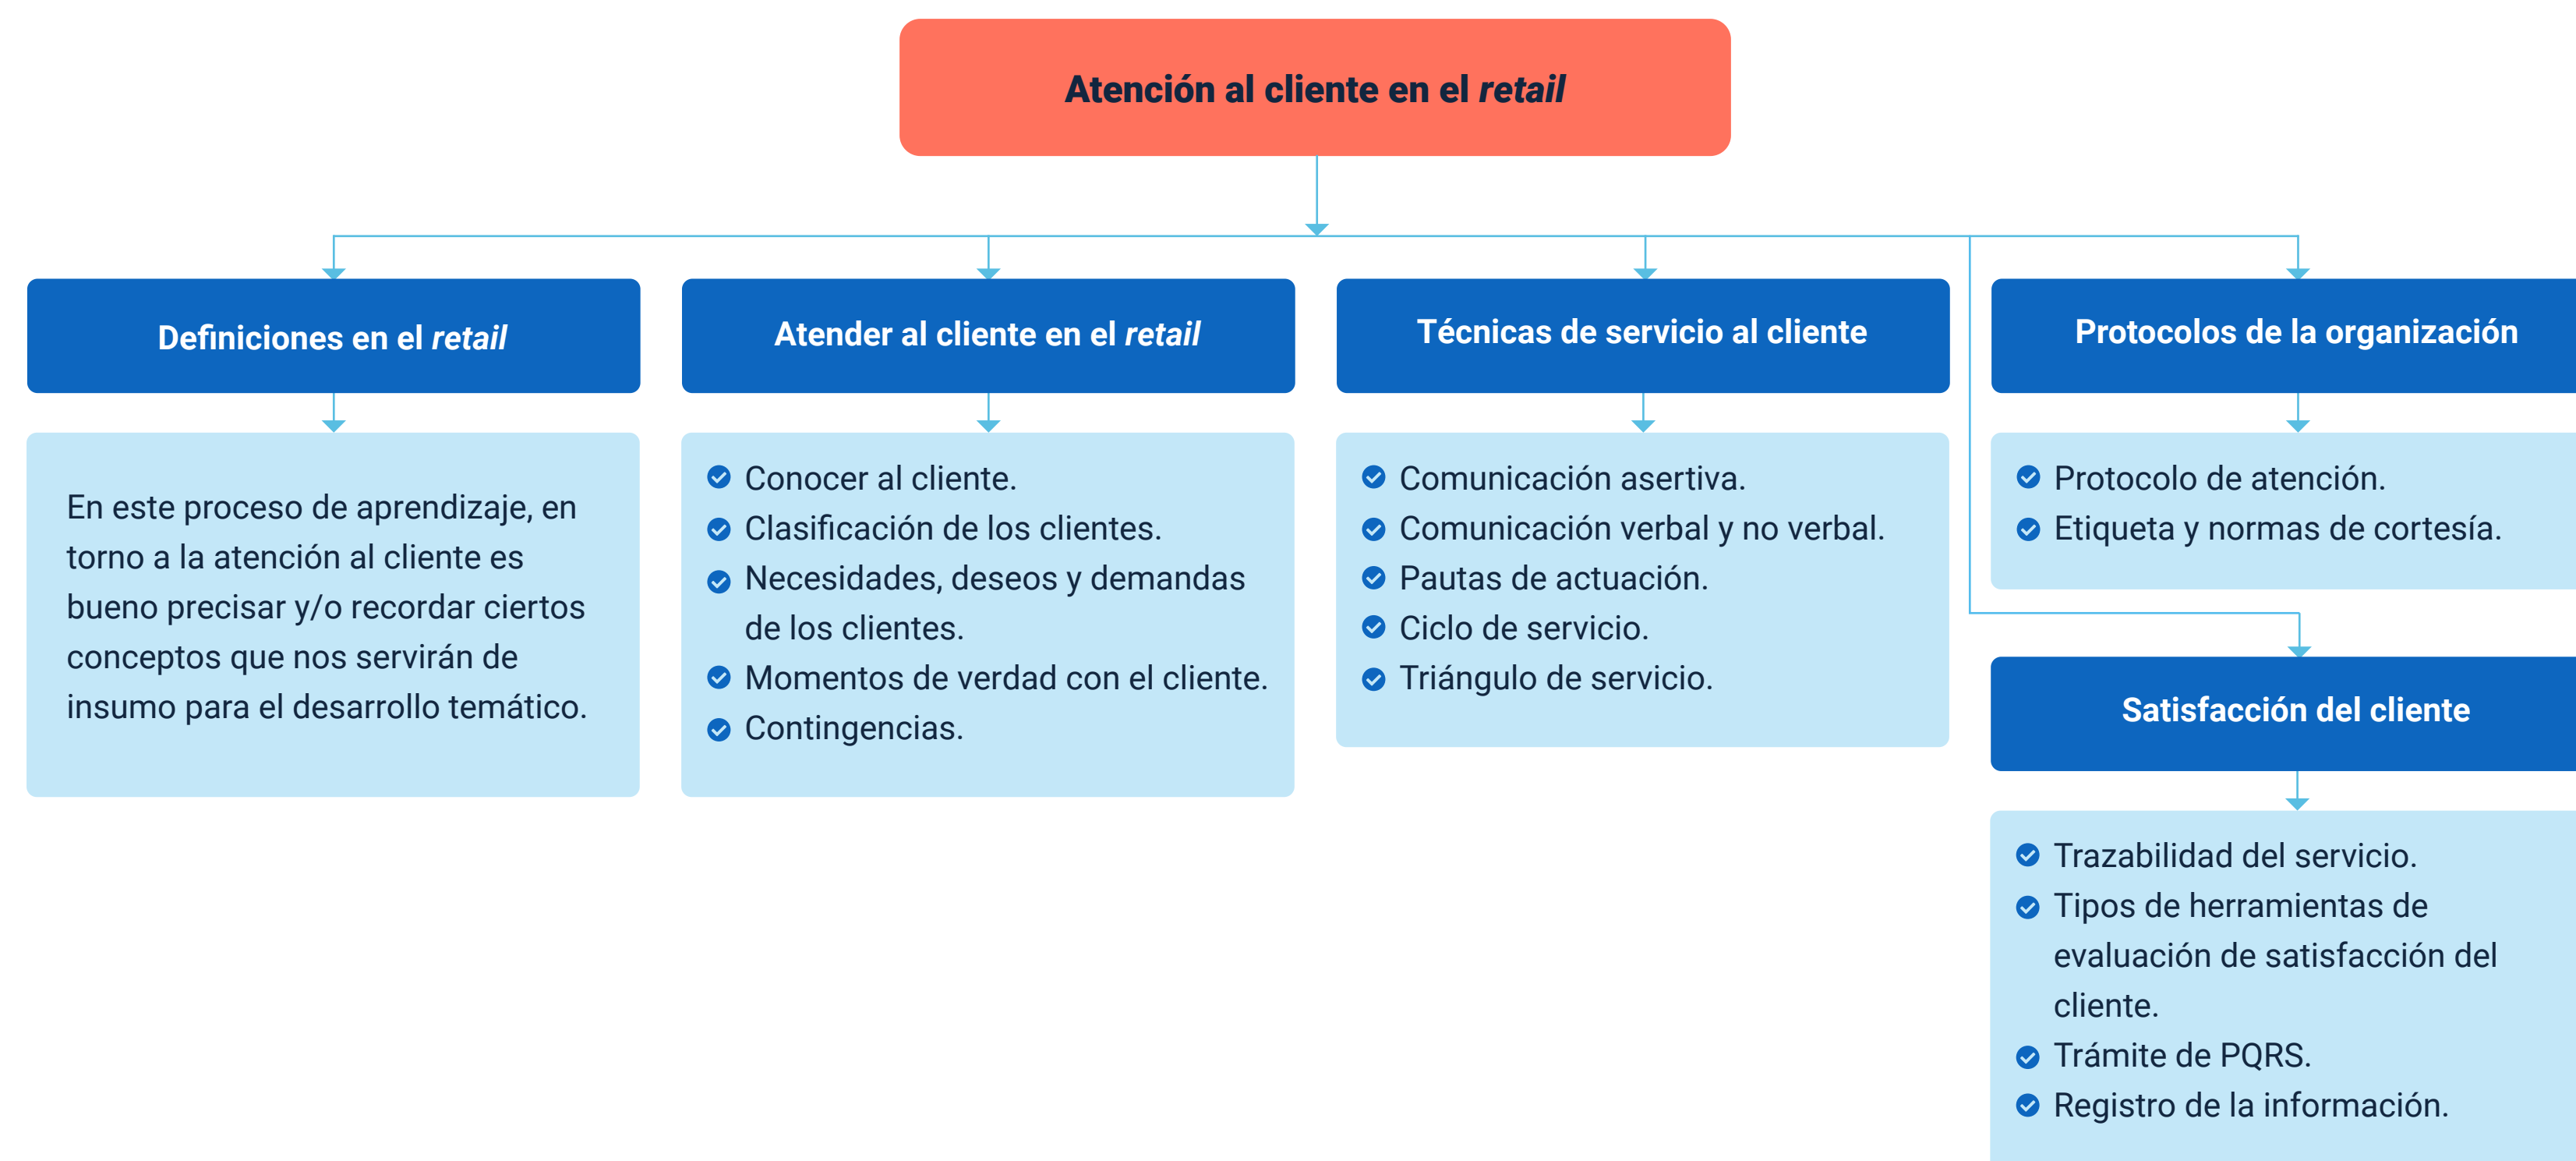 Atención al cliente en el retail
Definiciones en el retail
En este proceso de aprendizaje, en
torno a la atención al cliente es
bueno precisar y/o recordar ciertos
conceptos que nos servirán de
insumo para el desarrollo temático.
Atender al cliente en el retail
Conocer al cliente.
Clasificación de los clientes.
Necesidades, deseos y demandas
de los clientes.
Momentos de verdad con el cliente.
Contingencias.
Técnicas de servicio al cliente
Comunicación asertiva.
Comunicación verbal y no verbal.
Pautas de actuación.
Ciclo de servicio.
Triángulo de servicio.
Protocolos de la organización
Protocolo de atención.
Etiqueta y normas de cortesía.
Satisfacción del cliente
Trazabilidad del servicio.
Tipos de herramientas de
evaluación de satisfacción del
cliente.
Trámite de PQRS.
Registro de la información.